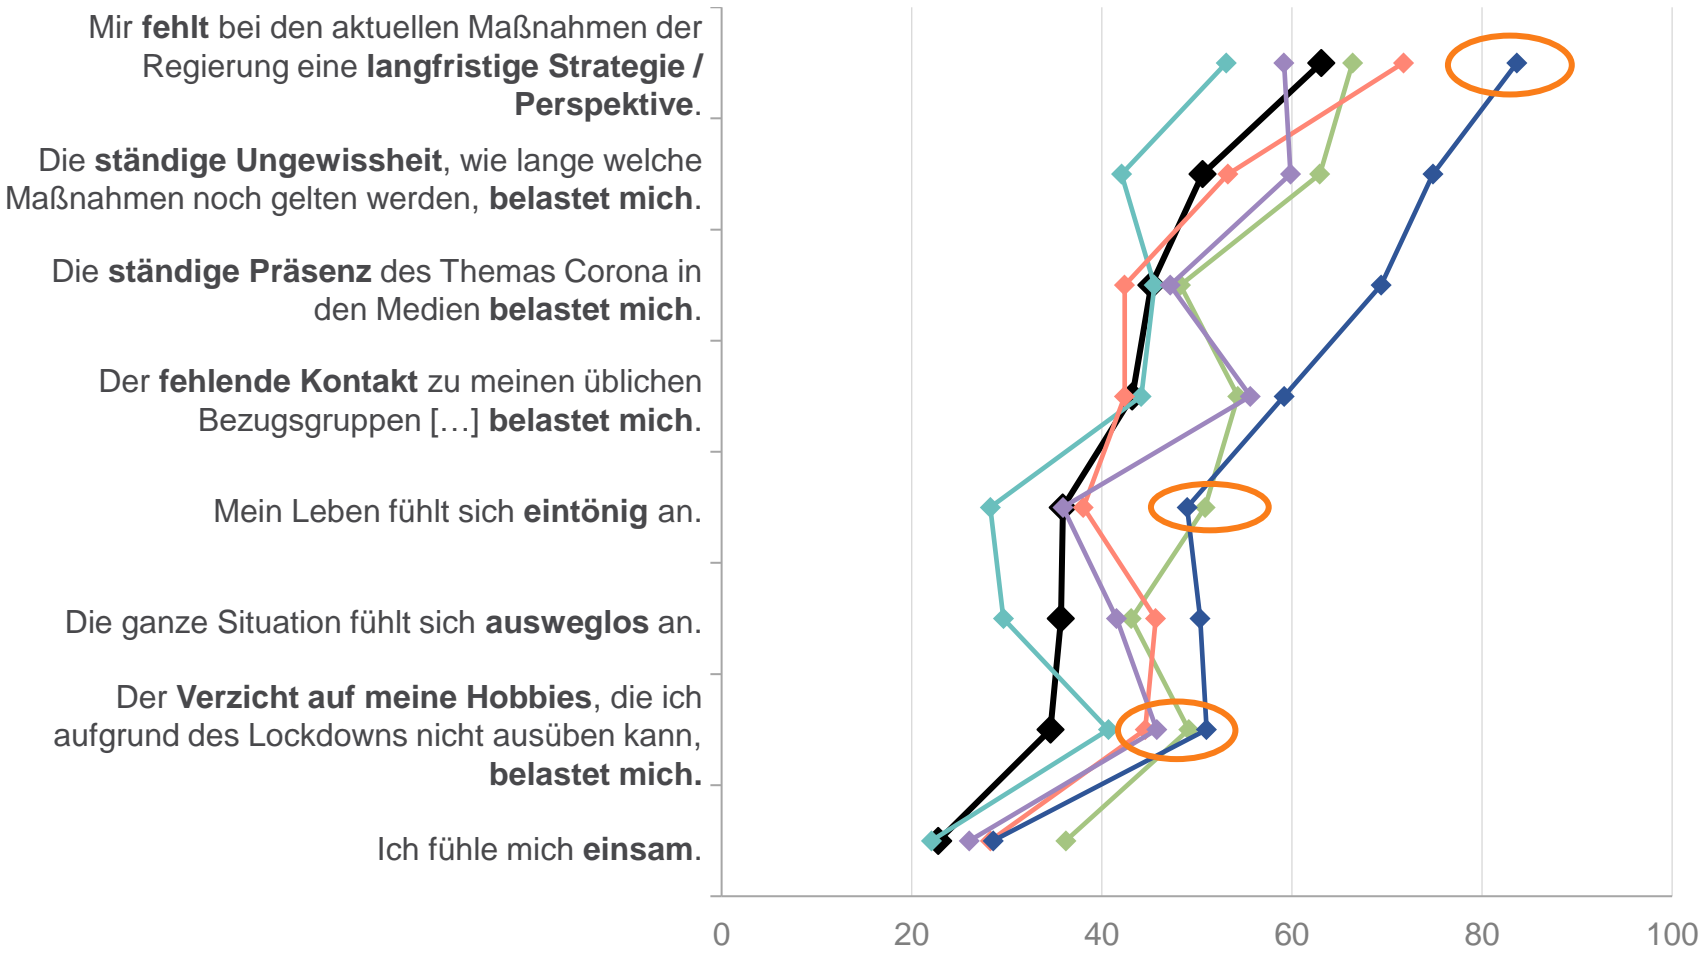 Mir fehlt bei den aktuellen Maßnahmen der
Regierung eine langfristige Strategie /
Perspektive.
Die ständige Ungewissheit, wie lange welche
Maßnahmen noch gelten werden, belastet mich.
Die ständige Präsenz des Themas Corona in
den Medien belastet mich.
Der fehlende Kontakt zu meinen üblichen
Bezugsgruppen […] belastet mich.
Mein Leben fühlt sich eintönig an.
Die ganze Situation fühlt sich ausweglos an.
Der Verzicht auf meine Hobbies, die ich
aufgrund des Lockdowns nicht ausüben kann,
belastet mich.
Ich fühle mich einsam.
0 20 40 60 80 100